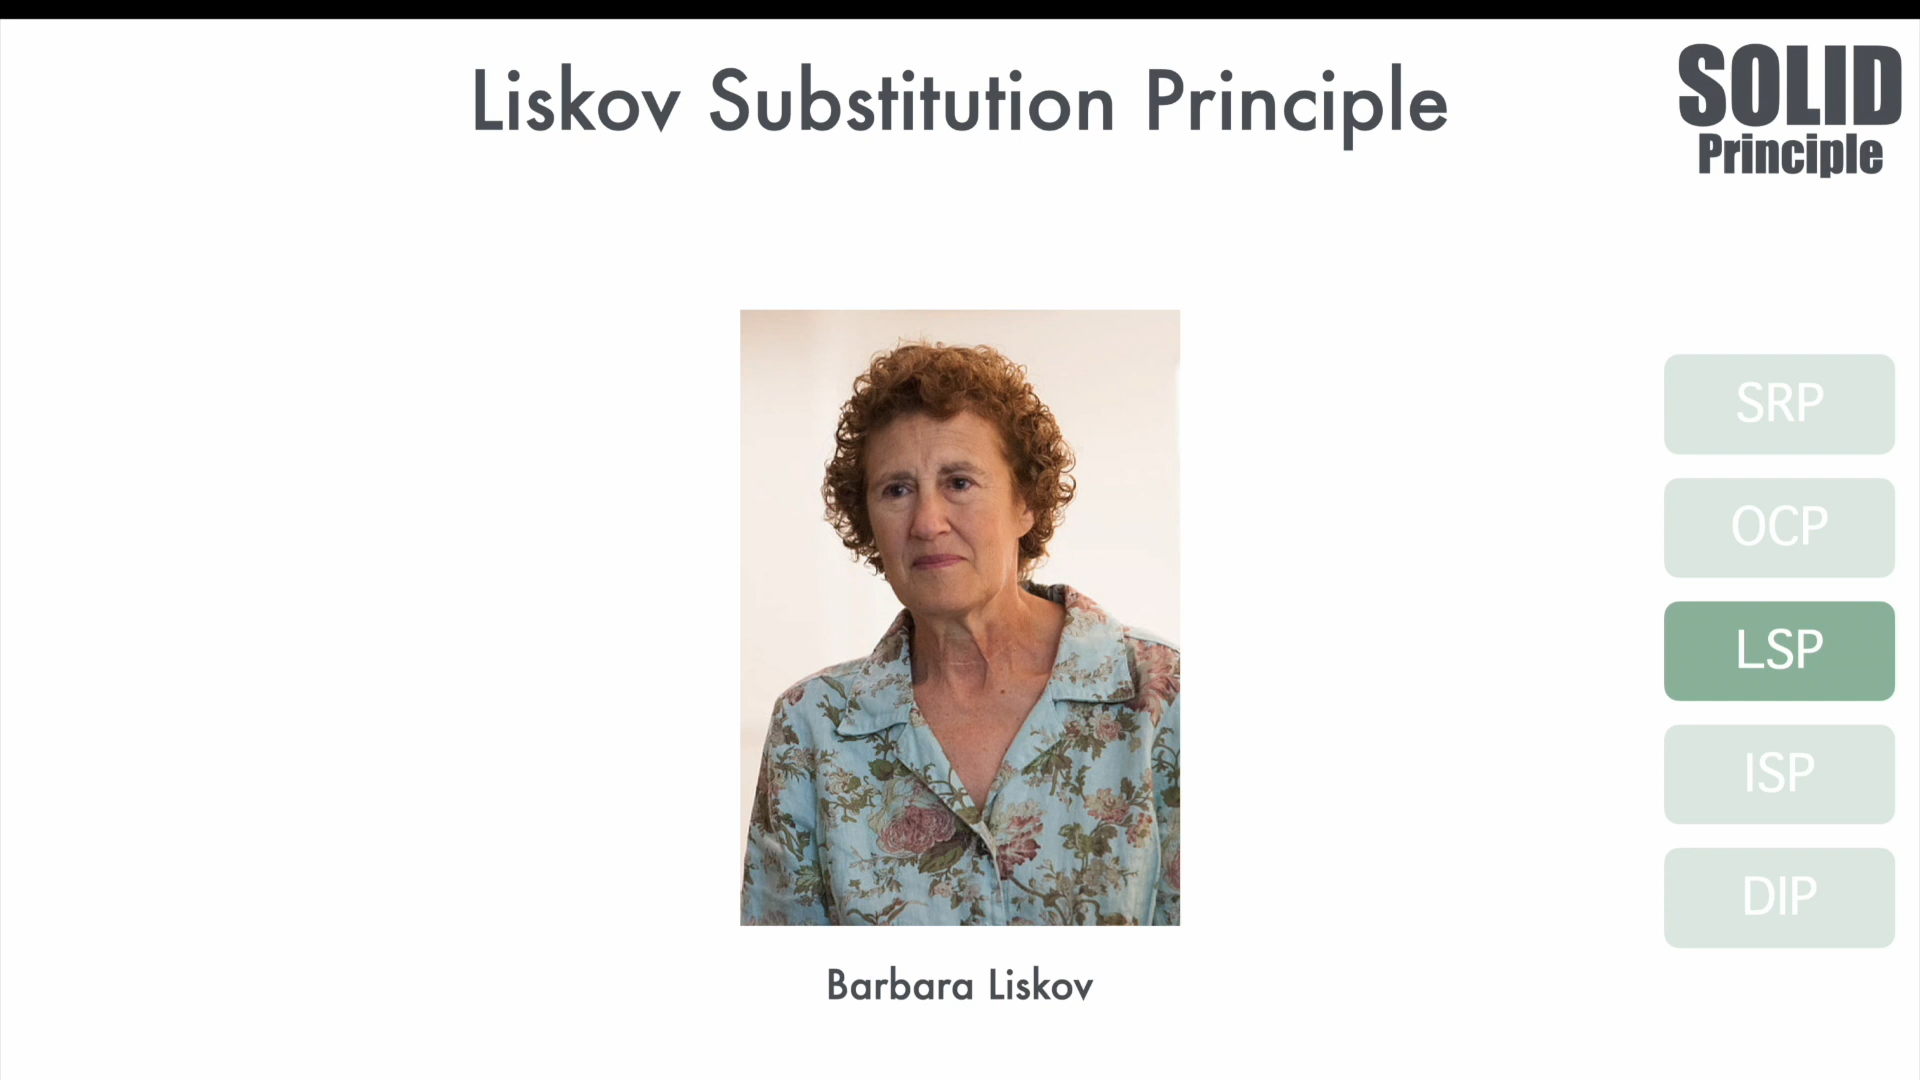 Liskov Substitution Principle
SOLID
Principle
SRP
OCP
LSP
ISP
DIP
Barbara Liskov